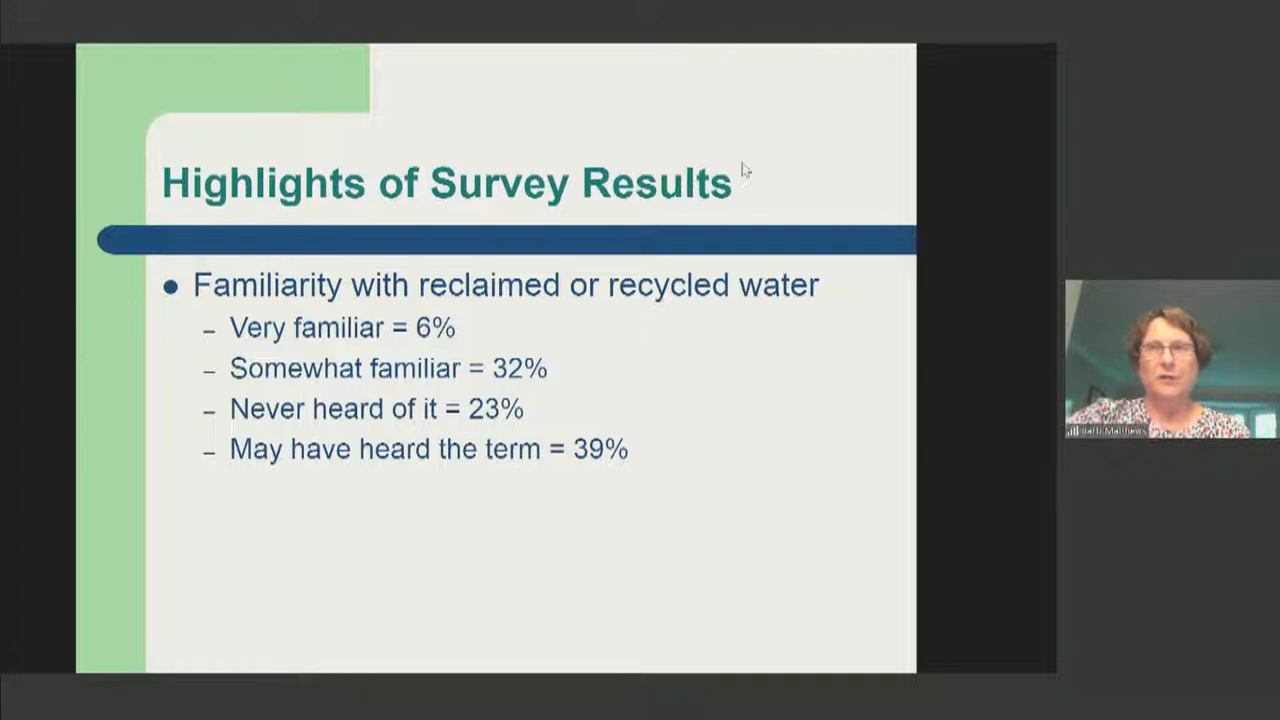 Highlights of Survey Results
● Familiarity with reclaimed or recycled water
– Very familiar = 6%
– Somewhat familiar = 32%
– Never heard of it = 23%
– May have heard the term = 39%
Matthews